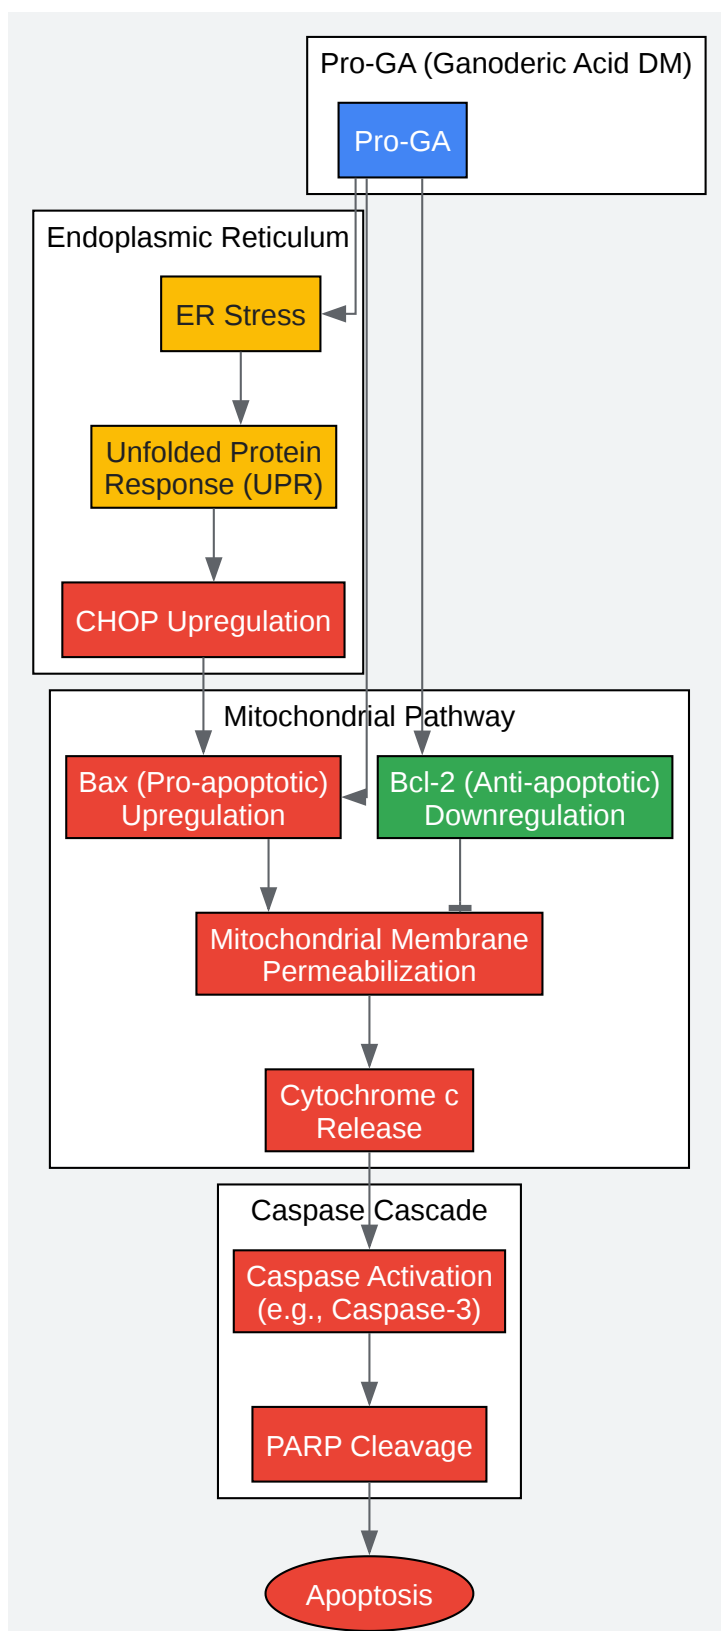 Pro-GA (Ganoderic Acid DM)
Pro-GA
Endoplasmic Reticulum
ER Stress
Unfolded Protein
Response (UPR)
CHOP Upregulation
Mitochondrial Pathway
Bax (Pro-apoptotic)
Upregulation
Bcl-2 (Anti-apoptotic)
Downregulation
Mitochondrial Membrane
Permeabilization
Cytochrome c
Release
Caspase Cascade
Caspase Activation
(e.g., Caspase-3)
PARP Cleavage
Apoptosis